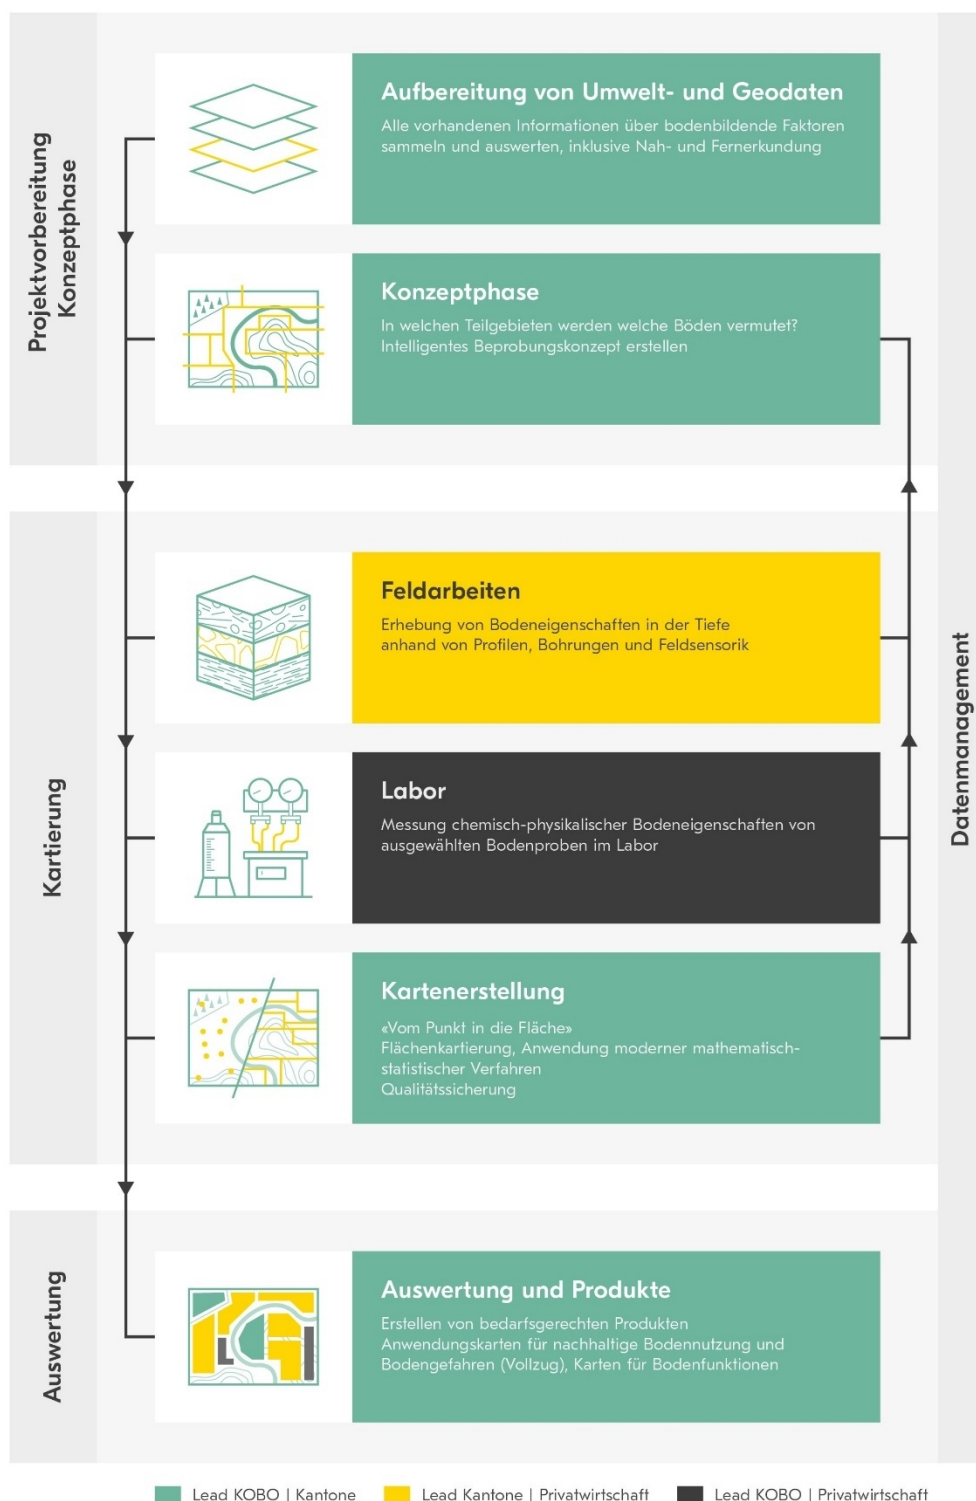 Projektvorbereitung
Konzeptphase
Aufbereitung von Umwelt- und Geodaten
Alle vorhandenen Informationen über bodenbildende Faktoren
sammeln und auswerten, inklusive Nah- und Fernerkundung
Konzeptphase
In welchen Teilgebieten werden welche Böden vermutet?
Intelligentes Beprobungskonzept erstellen
Kartierung
Feldarbeiten
Erhebung von Bodeneigenschaften in der Tiefe
anhand von Profilen, Bohrungen und Feldsensorik
Labor
Messung chemisch-physikalischer Bodeneigenschaften von
ausgewählten Bodenproben im Labor
Kartenerstellung
«Vom Punkt in die Fläche»
Flächenkartierung, Anwendung moderner mathematisch-
statistischer Verfahren
Qualitätssicherung
Datenmanagement
Auswertung
Auswertung und Produkte
Erstellen von bedarfsgerechten Produkten
Anwendungskarten für nachhaltige Bodennutzung und
Bodengefahren (Vollzug), Karten für Bodenfunktionen
Lead KOBO | Kantone
Lead Kantone | Privatwirtschaft
Lead KOBO | Privatwirtschaft